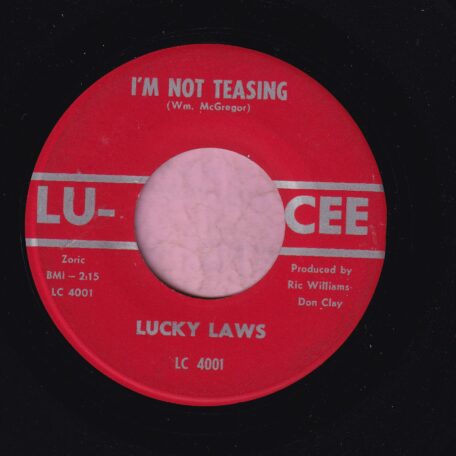 I'M NOT TEASING
(Wm. McGregor)
LU-CEE
Zoric
BMI — 2:15
LC 4001
Produced by
Ric Williams-
Don Clay
LUCKY LAWS
LC 4001